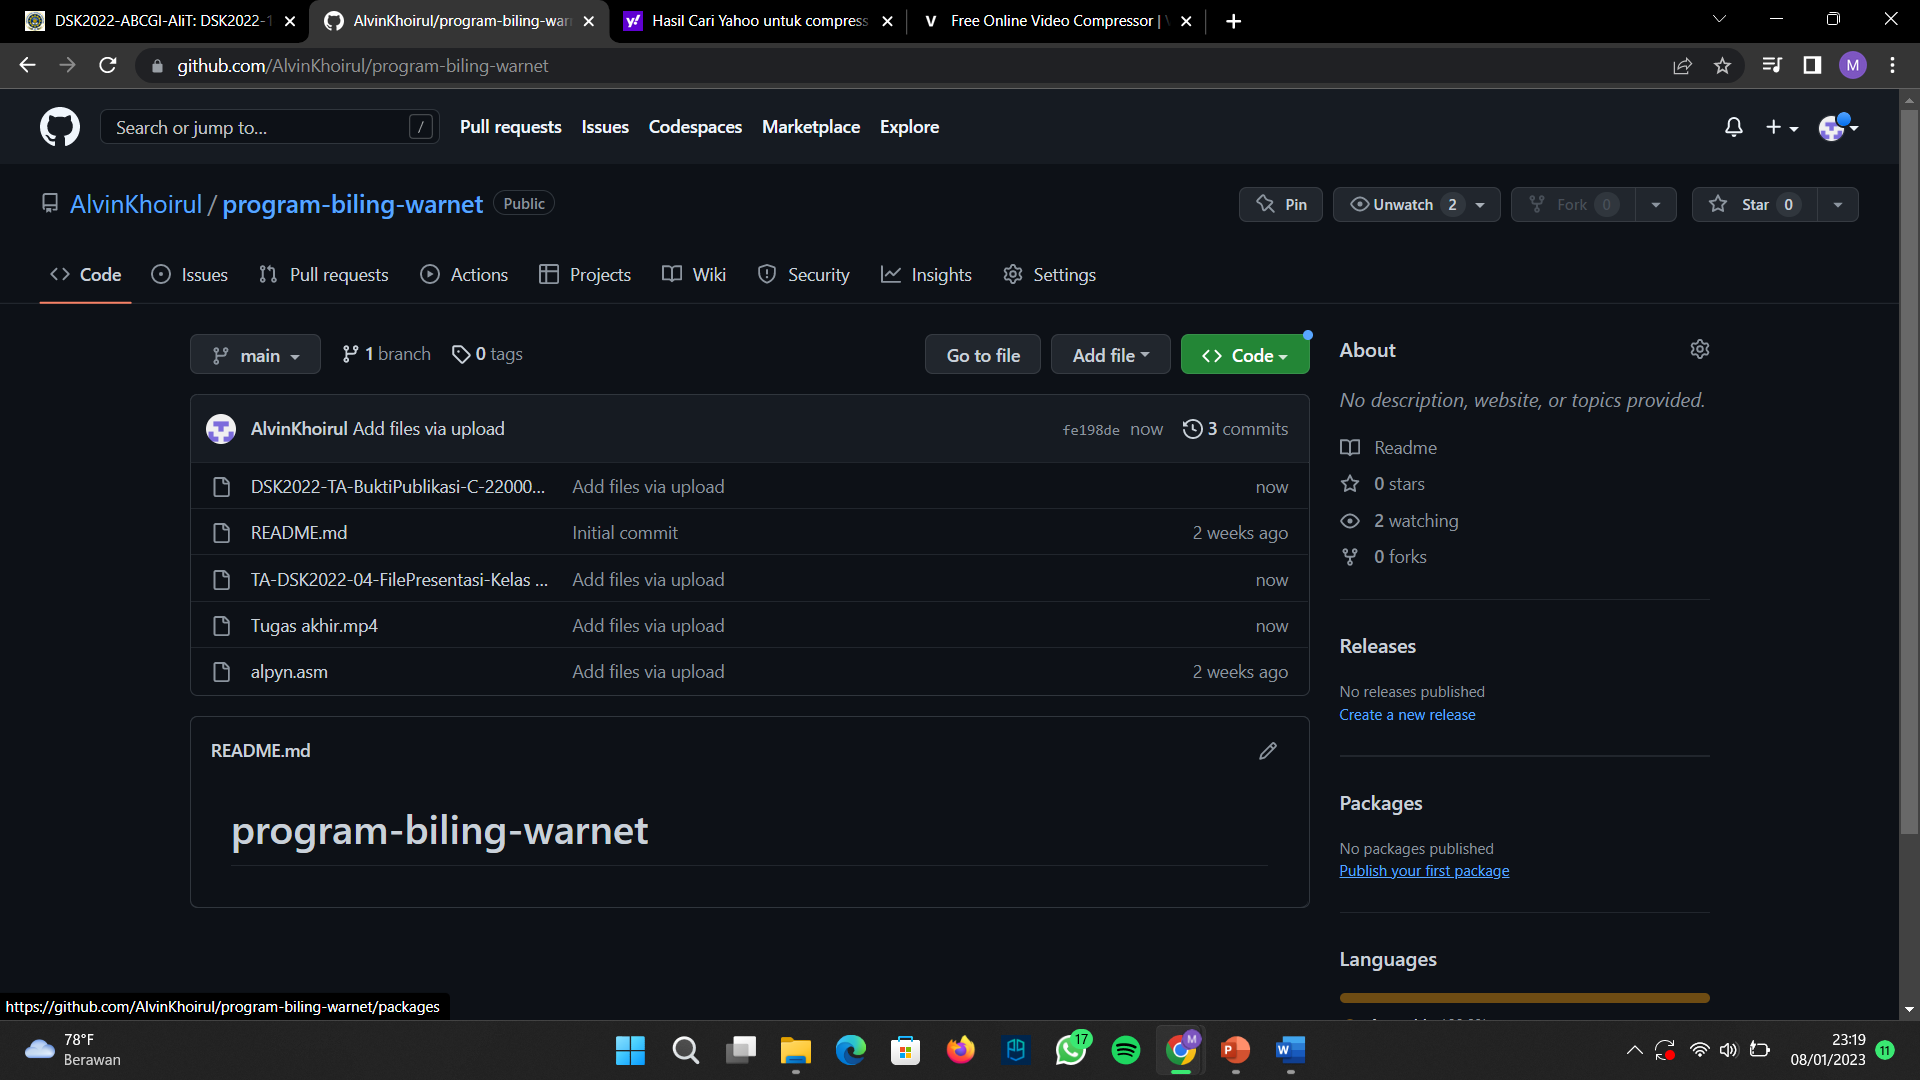 DSK2022-ABCGI-AliT: DSK2022-1
AlvinKhoirul/program-biling-warn
Hasil Cari Yahoo untuk compress
Free Online Video Compressor |
github.com/AlvinKhoirul/program-biling-warnet
M
Search or jump to...
/
Pull requests
Issues
Codespaces
Marketplace
Explore
AlvinKhoirul / program-biling-warnet
Public
Pin
Unwatch 2
Fork 0
Star 0
Code
Issues
Pull requests
Actions
Projects
Wiki
Security
Insights
Settings
main
1 branch
0 tags
Go to file
Add file
Code
AlvinKhoirul Add files via upload
fe198de now
3 commits
DSK2022-TA-BuktiPublikasi-C-22000... Add files via upload now
README.md Initial commit 2 weeks ago
TA-DSK2022-04-FilePresentasi-Kelas ... Add files via upload now
Tugas akhir.mp4 Add files via upload now
alpyn.asm Add files via upload 2 weeks ago
README.md
program-biling-warnet
About
No description, website, or topics provided.
Readme
0 stars
2 watching
0 forks
Releases
No releases published
Create a new release
Packages
No packages published
Publish your first package
Languages
https://github.com/AlvinKhoirul/program-biling-warnet/packages
78°F
Berawan
17
M
23:19
08/01/2023
11